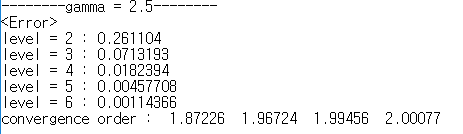 --------gamma = 2.5--------
<Error>
level = 2 : 0.261104
level = 3 : 0.0713193
level = 4 : 0.0182394
level = 5 : 0.00457708
level = 6 : 0.00114366
convergence order :  1.87226  1.96724  1.99456  2.00077